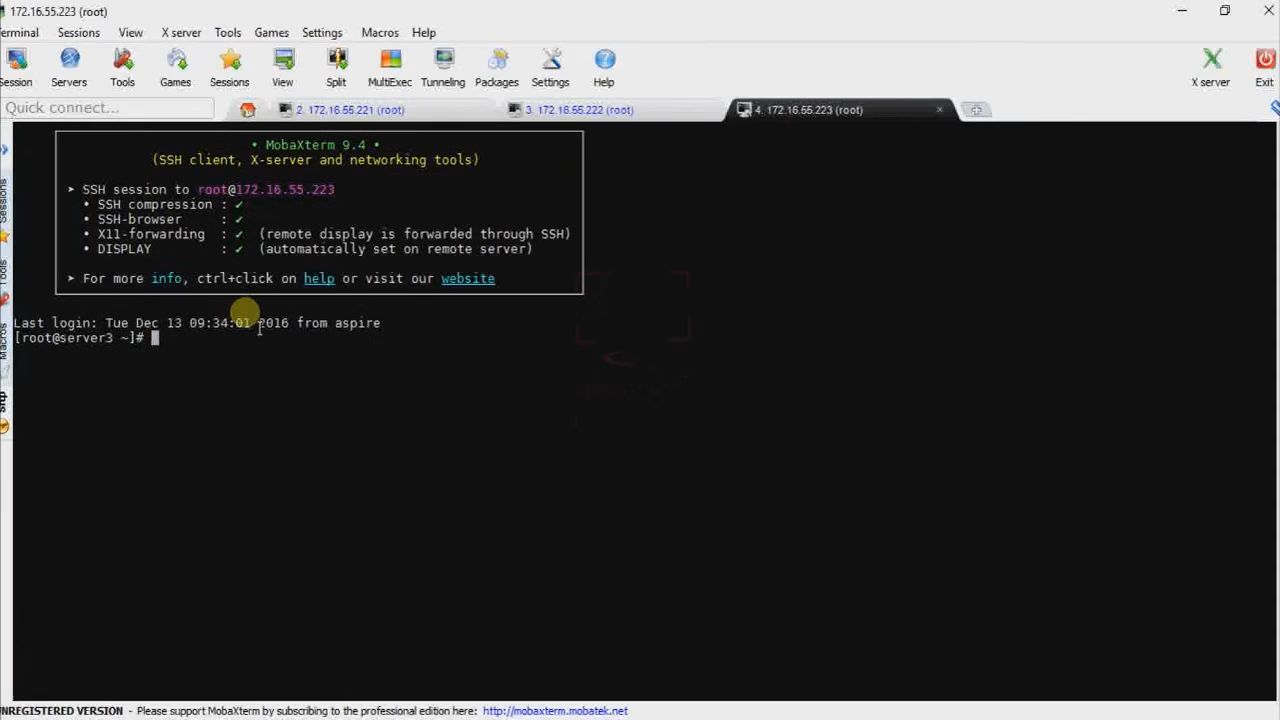 172.16.55.223 (root)
erminal Sessions View X server Tools Games Settings Macros Help
Session Servers Tools Games Sessions View Split MultiExec Tunneling Packages Settings Help X server Exit
Quick connect... 2. 172.16.55.221 (root) 3. 172.16.55.222 (root) 4. 172.16.55.223 (root)
• MobaXterm 9.4 •
(SSH client, X-server and networking tools)
➤ SSH session to root@172.16.55.223
• SSH compression : ✔
• SSH-browser : ✔
• X11-forwarding : ✔ (remote display is forwarded through SSH)
• DISPLAY : ✔ (automatically set on remote server)
➤ For more info, ctrl+click on help or visit our website
Last login: Tue Dec 13 09:34:01 2016 from aspire
[root@server3 ~]#
Sessions
Tools
Macros
Sftp
UNREGISTERED VERSION - Please support MobaXterm by subscribing to the professional edition here: http://mobaxterm.mobatek.net